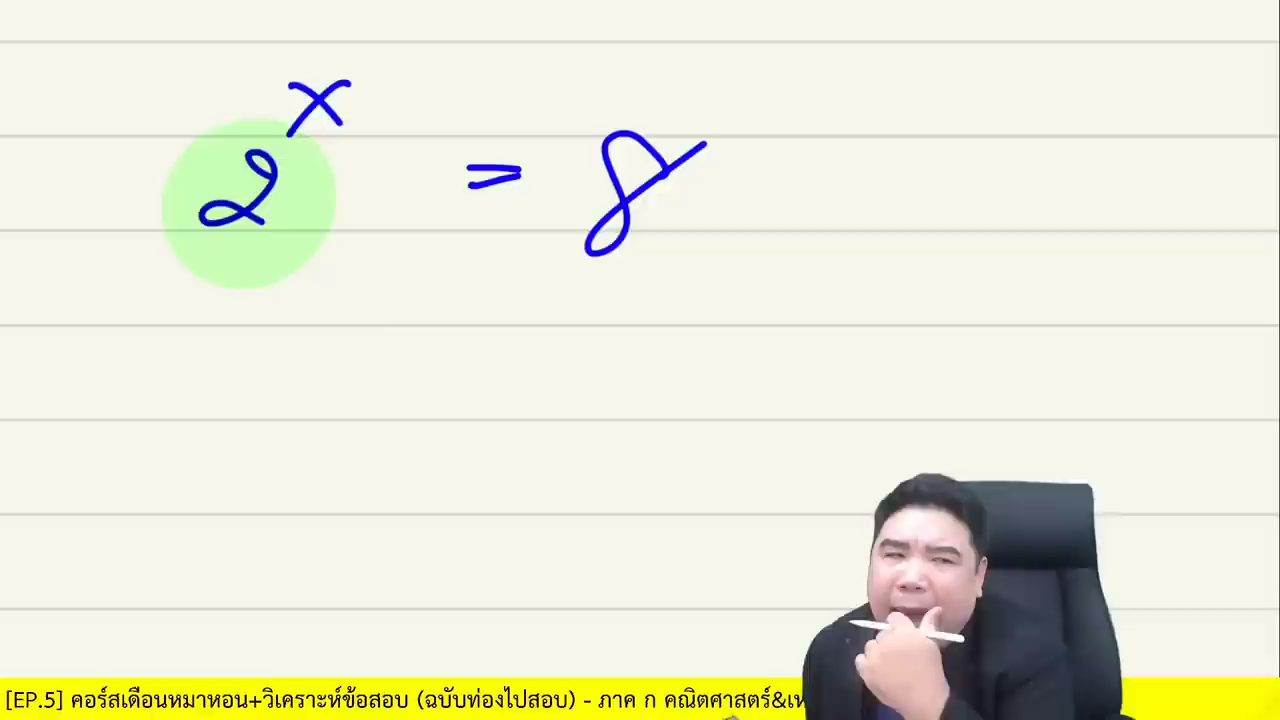 2ˣ = 8
[EP.5] คอร์สเดือนหมาหอน+วิเคราะห์ข้อสอบ (ฉบับท่องไปสอบ) - ภาค ก คณิตศาสตร์&